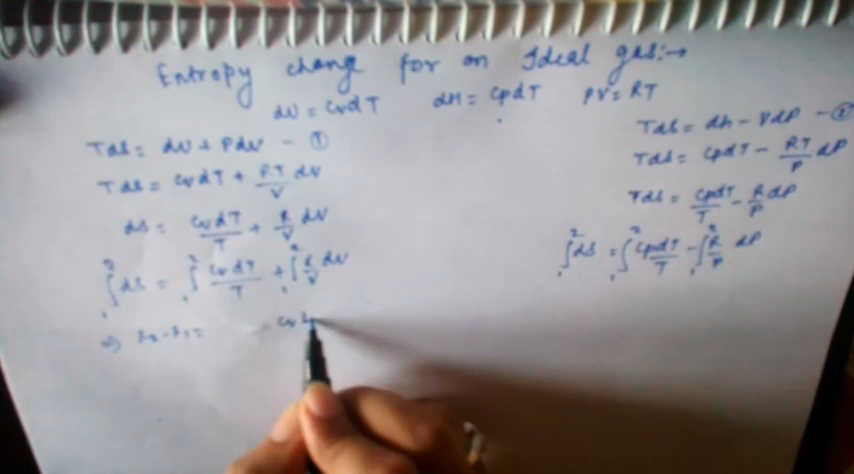 Entropy change for an Ideal gas:→
dU = CvdT   dH = CpdT   PV = RT
Tds = dU + Pdv - ①
Tds = CvdT + RT/V dV
ds = CvdT/T + R/V dV
∫₁² ds = ∫₁² CvdT/T + ∫₁² R/V dV
⇒ s₂-s₁ = Cv
Tds = dh - VdP - ②
Tds = CpdT - RT/P dP
Tds = CpdT/T - R/P dP
∫₁² ds = ∫₁² CpdT/T - ∫₁² R/P dP